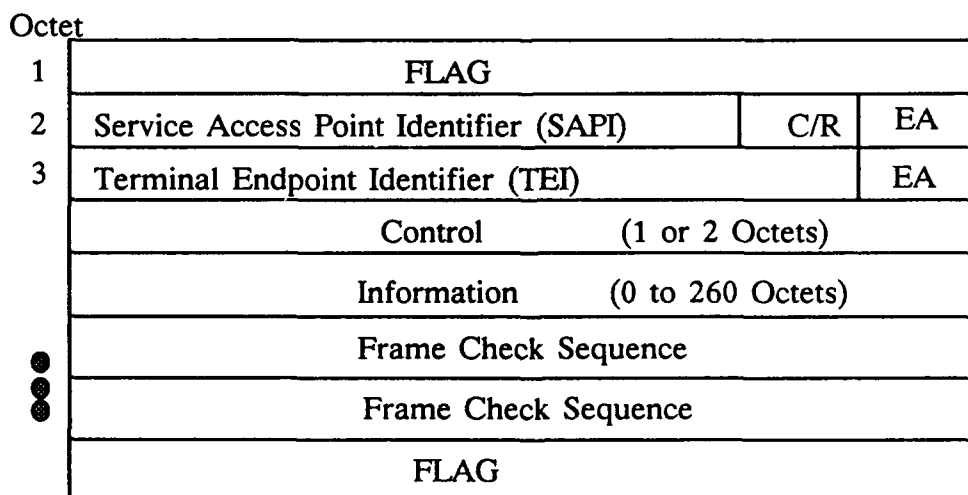 Octet
1 FLAG
2 Service Access Point Identifier (SAPI) C/R EA
3 Terminal Endpoint Identifier (TEI) EA
Control (1 or 2 Octets)
Information (0 to 260 Octets)
Frame Check Sequence
Frame Check Sequence
FLAG